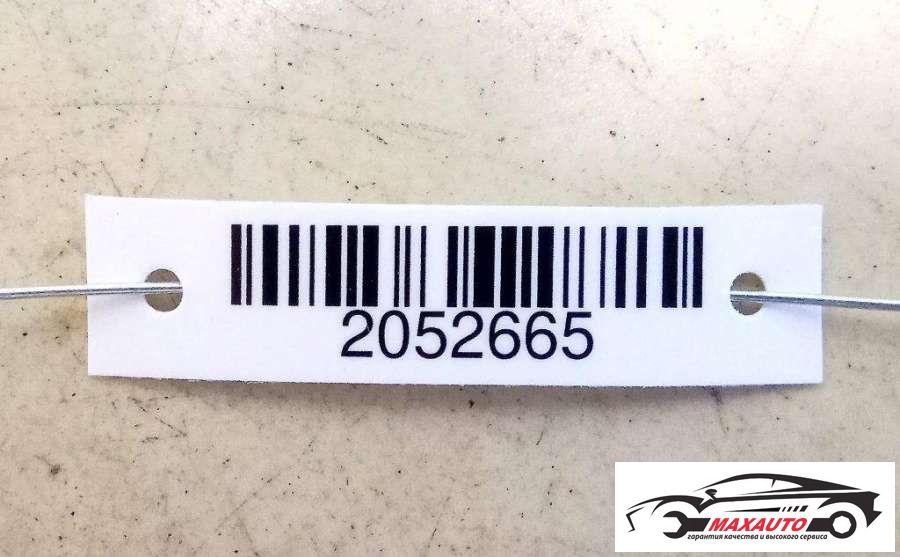 2052665
MAXAUTO
гарантия качества и высокого сервиса